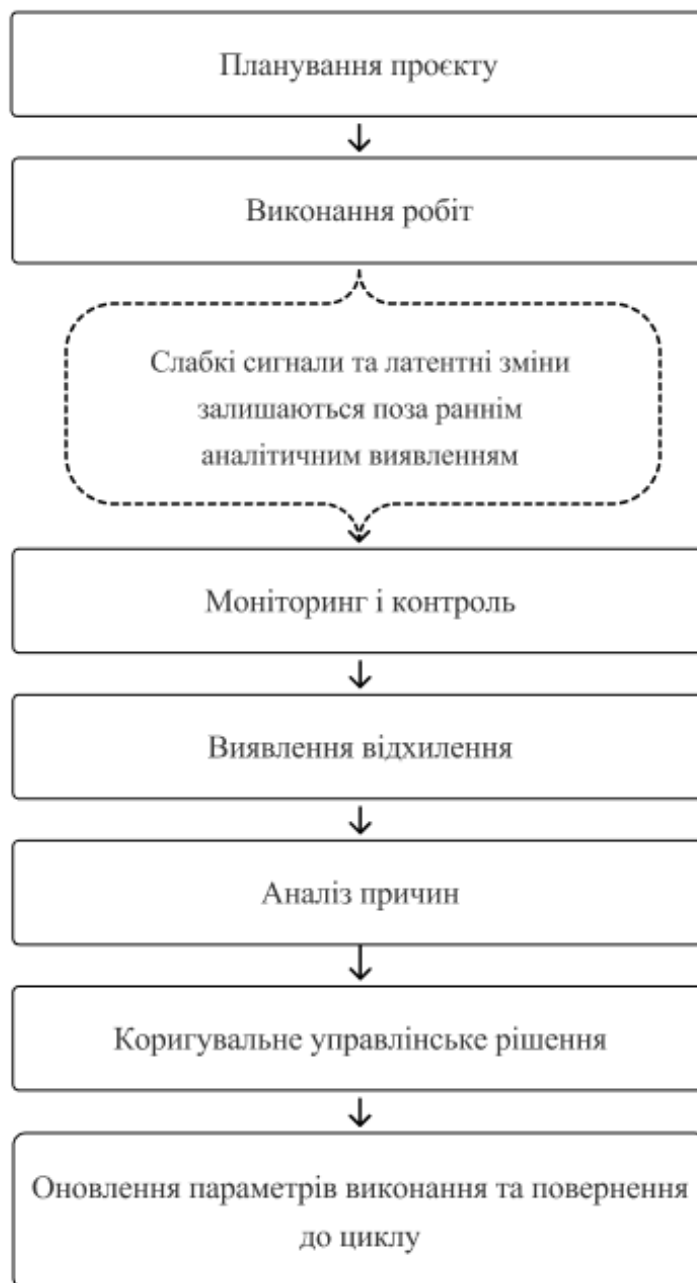 Планування проєкту
Виконання робіт
Слабкі сигнали та латентні зміни
залишаються поза раннім
аналітичним виявленням
Моніторинг і контроль
Виявлення відхилення
Аналіз причин
Коригувальне управлінське рішення
Оновлення параметрів виконання та повернення
до циклу